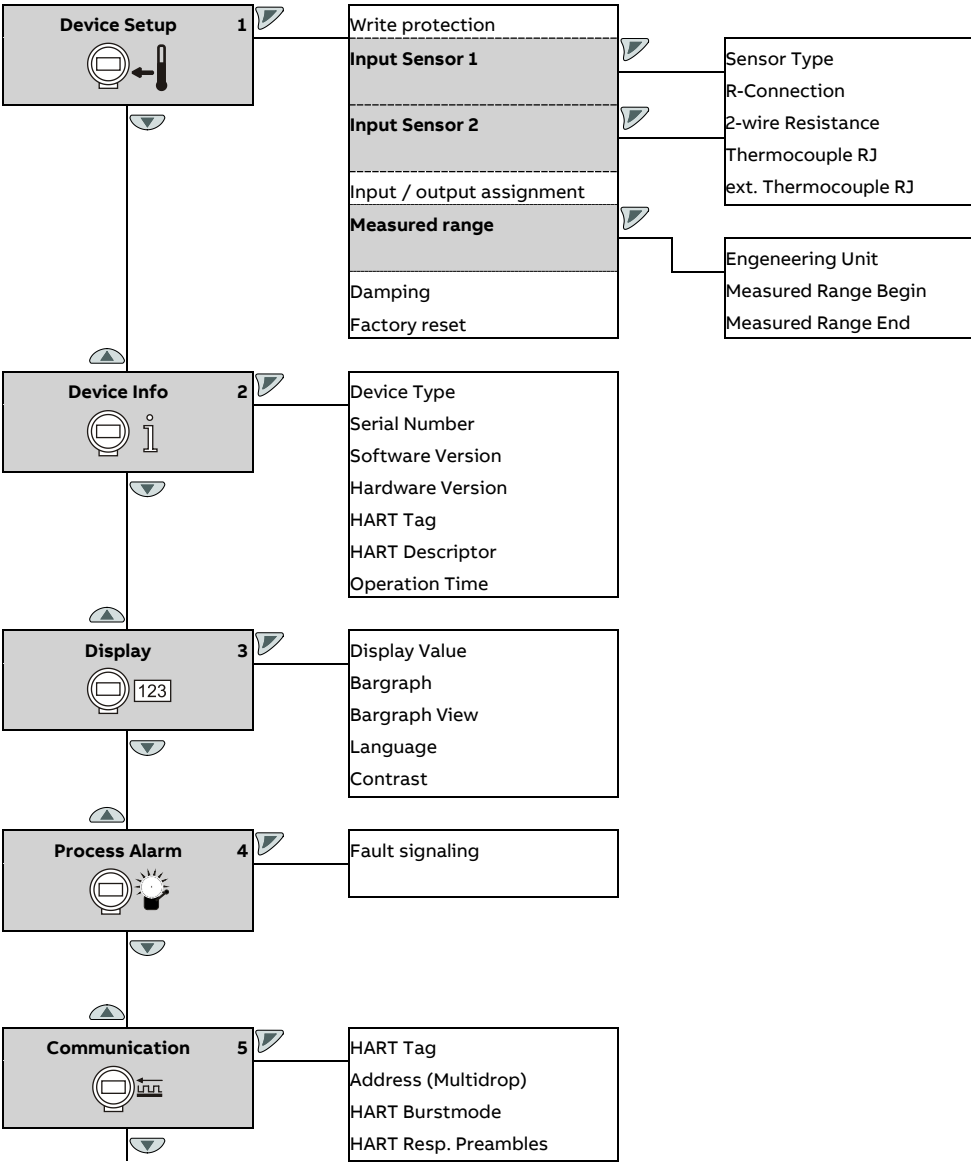 Device Setup 1
Write protection
Input Sensor 1
Input Sensor 2
Input / output assignment
Measured range
Damping
Factory reset
Sensor Type
R-Connection
2-wire Resistance
Thermocouple RJ
ext. Thermocouple RJ
Engeneering Unit
Measured Range Begin
Measured Range End
Device Info 2
Device Type
Serial Number
Software Version
Hardware Version
HART Tag
HART Descriptor
Operation Time
Display 3
123
Display Value
Bargraph
Bargraph View
Language
Contrast
Process Alarm 4
Fault signaling
Communication 5
HART Tag
Address (Multidrop)
HART Burstmode
HART Resp. Preambles